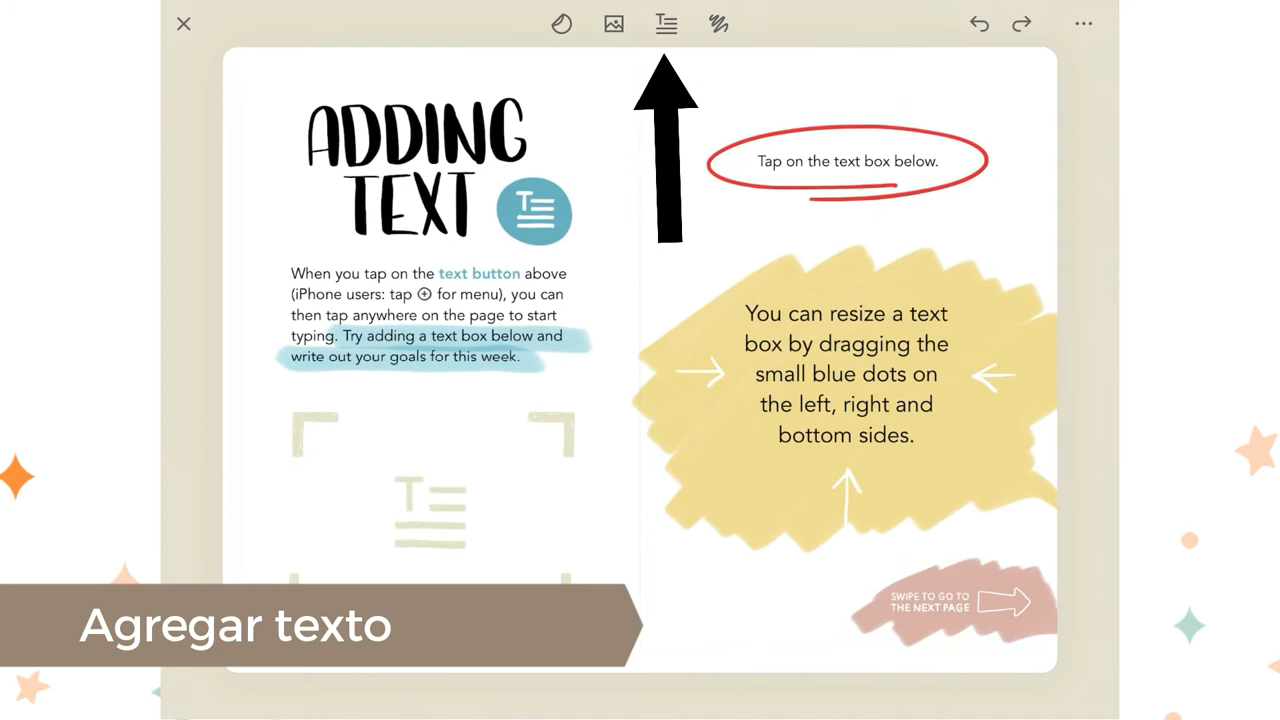 ADDING
TEXT
When you tap on the text button above
(iPhone users: tap ⊕ for menu), you can
then tap anywhere on the page to start
typing. Try adding a text box below and
write out your goals for this week.
Tap on the text box below.
You can resize a text
box by dragging the
small blue dots on
the left, right and
bottom sides.
SWIPE TO GO TO
THE NEXT PAGE
Agregar texto